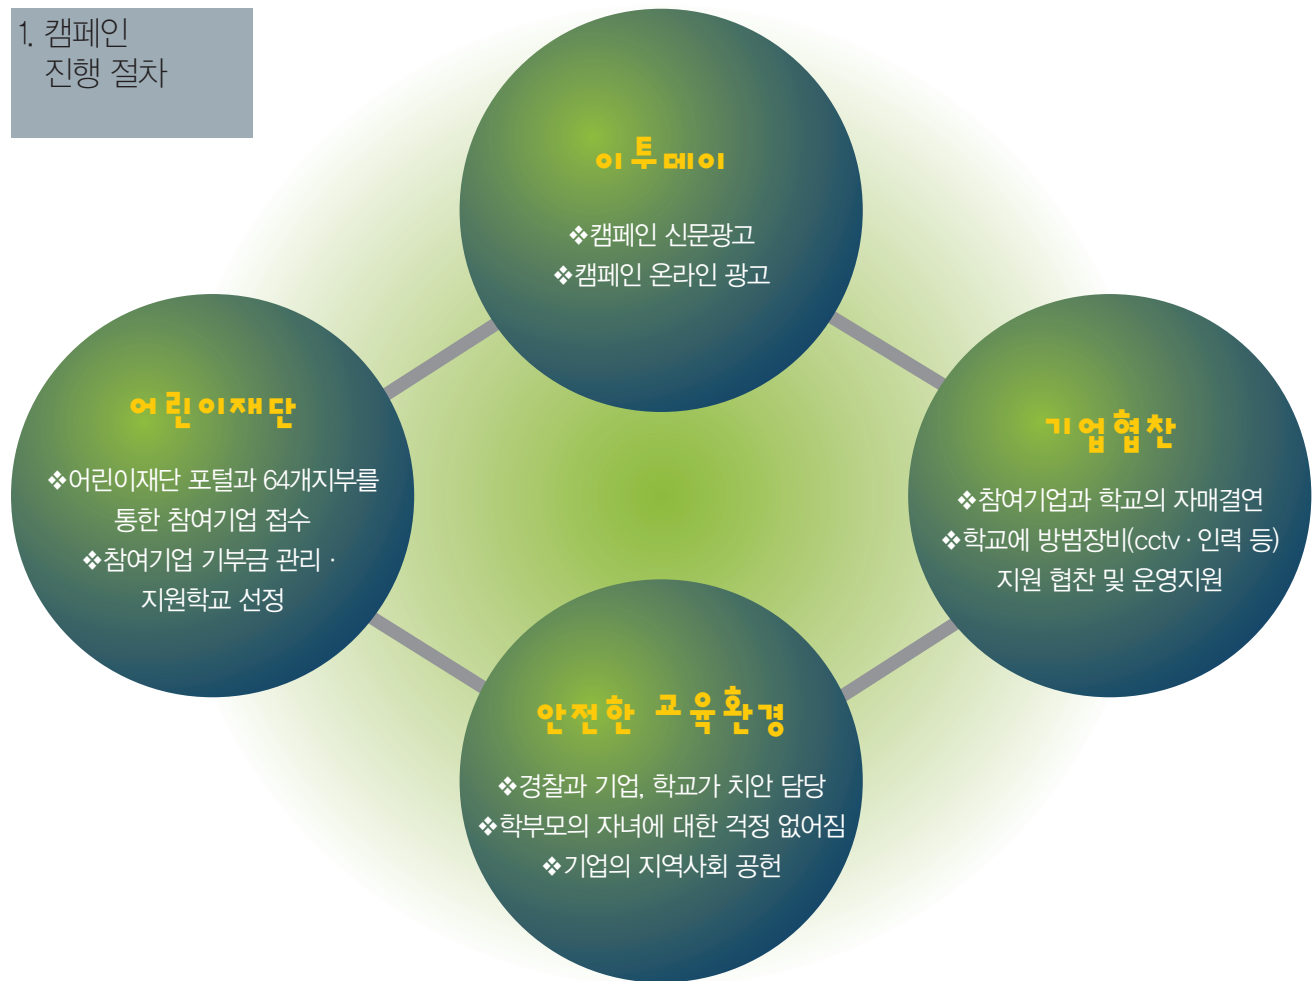 1. 캠페인
진행 절차
이투데이
❖캠페인 신문광고
❖캠페인 온라인 광고
어린이재단
❖어린이재단 포털과 64개지부를
통한 참여기업 접수
❖참여기업 기부금 관리 ·
지원학교 선정
기업협찬
❖참여기업과 학교의 자매결연
❖학교에 방범장비(cctv · 인력 등)
지원 협찬 및 운영지원
안전한 교육환경
❖경찰과 기업, 학교가 치안 담당
❖학부모의 자녀에 대한 걱정 없어짐
❖기업의 지역사회 공헌